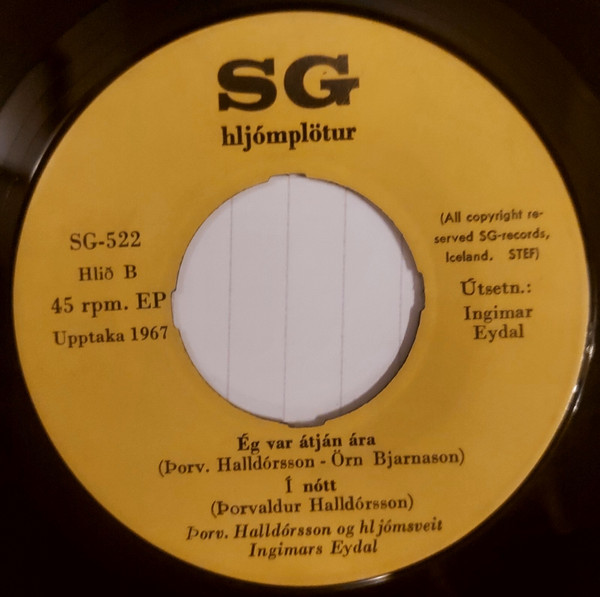 SG
hljómplötur
SG-522
Hlið B
45 rpm. EP
Upptaka 1967
(All copyright re-
served SG-records,
Iceland. STEF)
Útsetn.:
Ingimar
Eydal
Ég var átján ára
(Þorv. Halldórsson - Örn Bjarnason)
Í nótt
(Þorvaldur Halldórsson)
Þorv. Halldórsson og hljómsveit
Ingimars Eydal